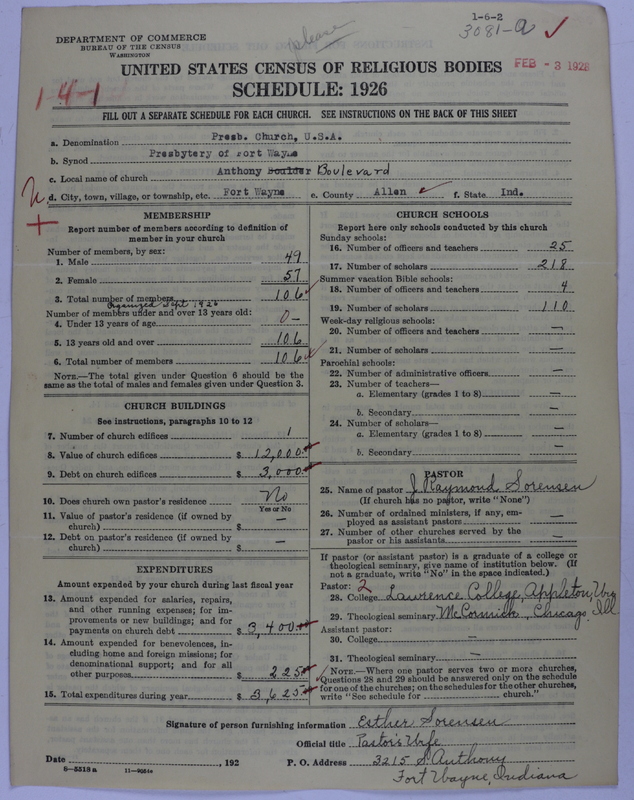 1-6-2
please
3081-a ✓
DEPARTMENT OF COMMERCE
BUREAU OF THE CENSUS
WASHINGTON
FEB - 3 1928
UNITED STATES CENSUS OF RELIGIOUS BODIES
SCHEDULE: 1926
1-4-1
FILL OUT A SEPARATE SCHEDULE FOR EACH CHURCH. SEE INSTRUCTIONS ON THE BACK OF THIS SHEET
a. Denomination Presb. Church, U.S.A.
b. Synod Presbytery of Fort Wayne
c. Local name of church Anthony Boulder Boulevard
d. City, town, village, or township, etc. Fort Wayne e. County Allen f. State Ind.
MEMBERSHIP
Report number of members according to definition of
member in your church
Number of members, by sex:
1. Male 49
2. Female 57
3. Total number of members 106
Organized Sept 1926
Number of members under and over 13 years old:
4. Under 13 years of age 0-
5. 13 years old and over 106
6. Total number of members 106
NOTE.—The total given under Question 6 should be
same as the total of males and females given under Question 3.
CHURCH BUILDINGS
See instructions, paragraphs 10 to 12
7. Number of church edifices 1
8. Value of church edifices $ 12,000.
9. Debt on church edifices $ 3,000.
10. Does church own pastor's residence No
Yes or No
11. Value of pastor's residence (if owned by
church) $ —
12. Debt on pastor's residence (if owned by
church) $ —
EXPENDITURES
Amount expended by your church during last fiscal year
13. Amount expended for salaries, repairs,
and other running expenses; for im-
provements or new buildings; and for
payments on church debt $ 3,400.
14. Amount expended for benevolences, in-
cluding home and foreign missions; for
denominational support; and for all
other purposes $ 225
15. Total expenditures during year $ 3,625.
CHURCH SCHOOLS
Report here only schools conducted by this church
Sunday schools:
16. Number of officers and teachers 25
17. Number of scholars 218
Summer vacation Bible schools:
18. Number of officers and teachers 4
19. Number of scholars 110
Week-day religious schools:
20. Number of officers and teachers —
21. Number of scholars —
Parochial schools:
22. Number of administrative officers —
23. Number of teachers—
a. Elementary (grades 1 to 8) —
b. Secondary —
24. Number of scholars—
a. Elementary (grades 1 to 8) —
b. Secondary —
PASTOR
25. Name of pastor J. Raymond Sorensen
(If church has no pastor, write "None")
26. Number of ordained ministers, if any, em-
ployed as assistant pastors —
27. Number of other churches served by the
pastor or his assistants —
If pastor (or assistant pastor) is a graduate of a college or
theological seminary, give name of institution below. (If
not a graduate, write "No" in the space indicated.)
Pastor: 2
28. College Lawrence College, Appleton,
29. Theological seminary McCormick, Chicago, Ill
Assistant pastor:
30. College —
31. Theological seminary —
NOTE.—Where one pastor serves two or more churches,
Questions 28 and 29 should be answered only on the schedule
for one of the churches; on the schedules for the other churches,
write "See schedule for church."
Signature of person furnishing information Esther Sorensen
Official title Pastor's Wife
Date , 192 P. O. Address 3215 S. Anthony
Fort Wayne, Indiana
8—5518a